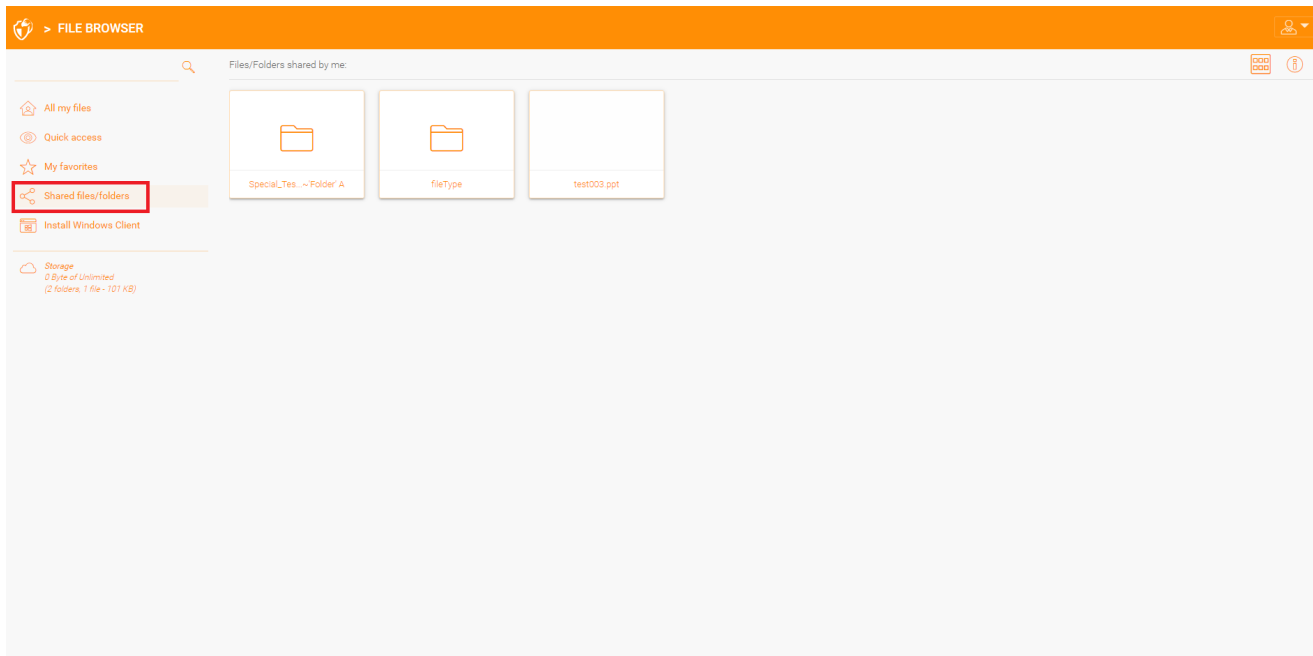 > FILE BROWSER
Files/Folders shared by me:
All my files
Quick access
My favorites
Shared files/folders
Install Windows Client
Storage
0 Byte of Unlimited
(2 folders, 1 file - 101 KB)
Special_Tes...~'Folder' A
fileType
test003.ppt